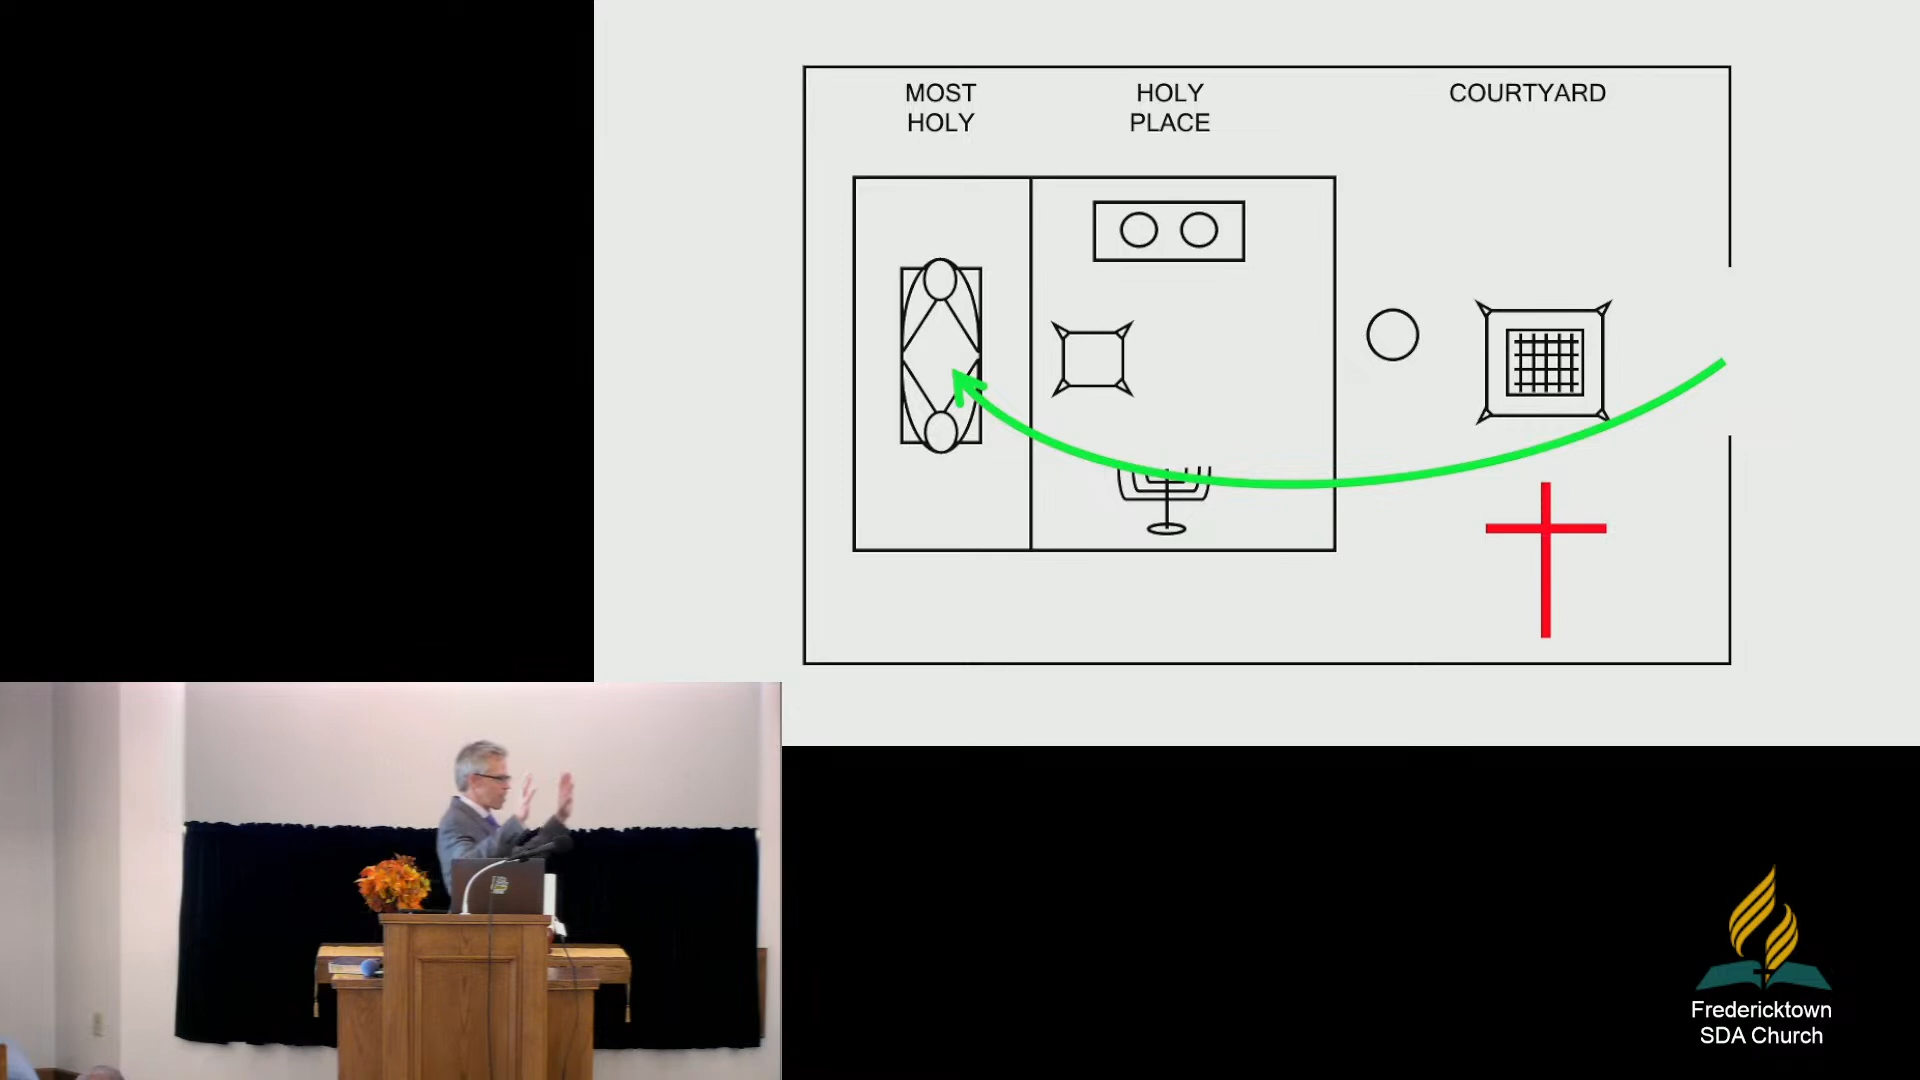 MOST
HOLY
HOLY
PLACE
COURTYARD
Fredericktown
SDA Church